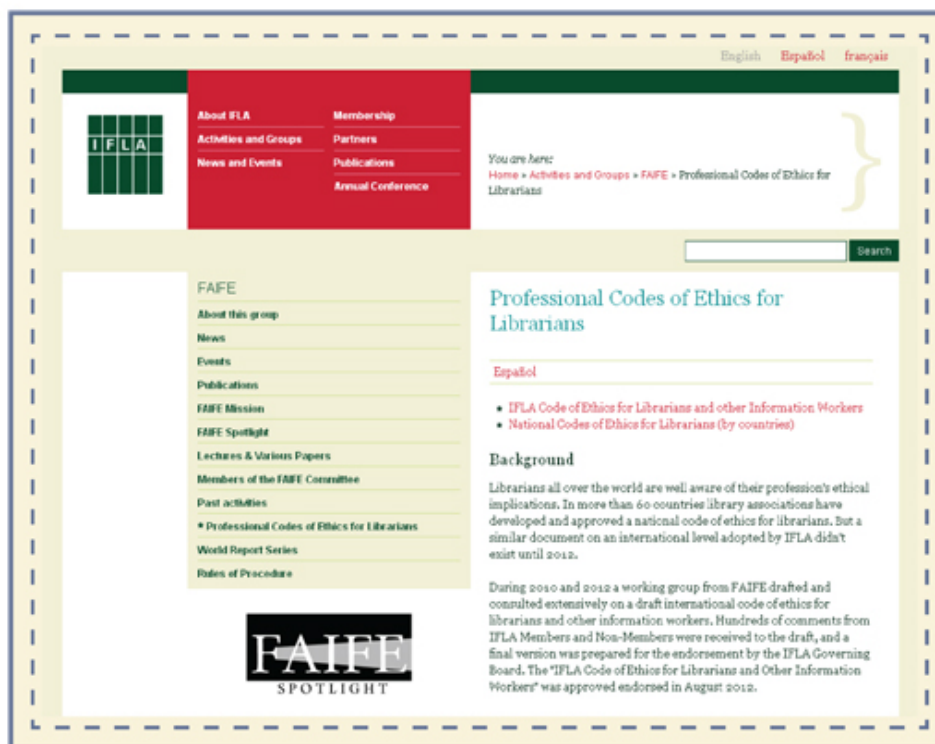 English Español français
IFLA
About IFLA
Activities and Groups
News and Events
Membership
Partners
Publications
Annual Conference
You are here:
Home » Activities and Groups » FAIFE » Professional Codes of Ethics for
Librarians
Search
FAIFE
About this group
News
Events
Publications
FAIFE Mission
FAIFE Spotlight
Lectures & Various Papers
Members of the FAIFE Committee
Past activities
* Professional Codes of Ethics for Librarians
World Report Series
Rules of Procedure
FAIFE
SPOTLIGHT
Professional Codes of Ethics for
Librarians
Español
• IFLA Code of Ethics for Librarians and other Information Workers
• National Codes of Ethics for Librarians (by countries)
Background
Librarians all over the world are well aware of their profession's ethical
implications. In more than 60 countries library associations have
developed and approved a national code of ethics for librarians. But a
similar document on an international level adopted by IFLA didn't
exist until 2012.
During 2010 and 2012 a working group from FAIFE drafted and
consulted extensively on a draft international code of ethics for
librarians and other information workers. Hundreds of comments from
IFLA Members and Non-Members were received to the draft, and a
final version was prepared for the endorsement by the IFLA Governing
Board. The "IFLA Code of Ethics for Librarians and Other Information
Workers" was approved endorsed in August 2012.